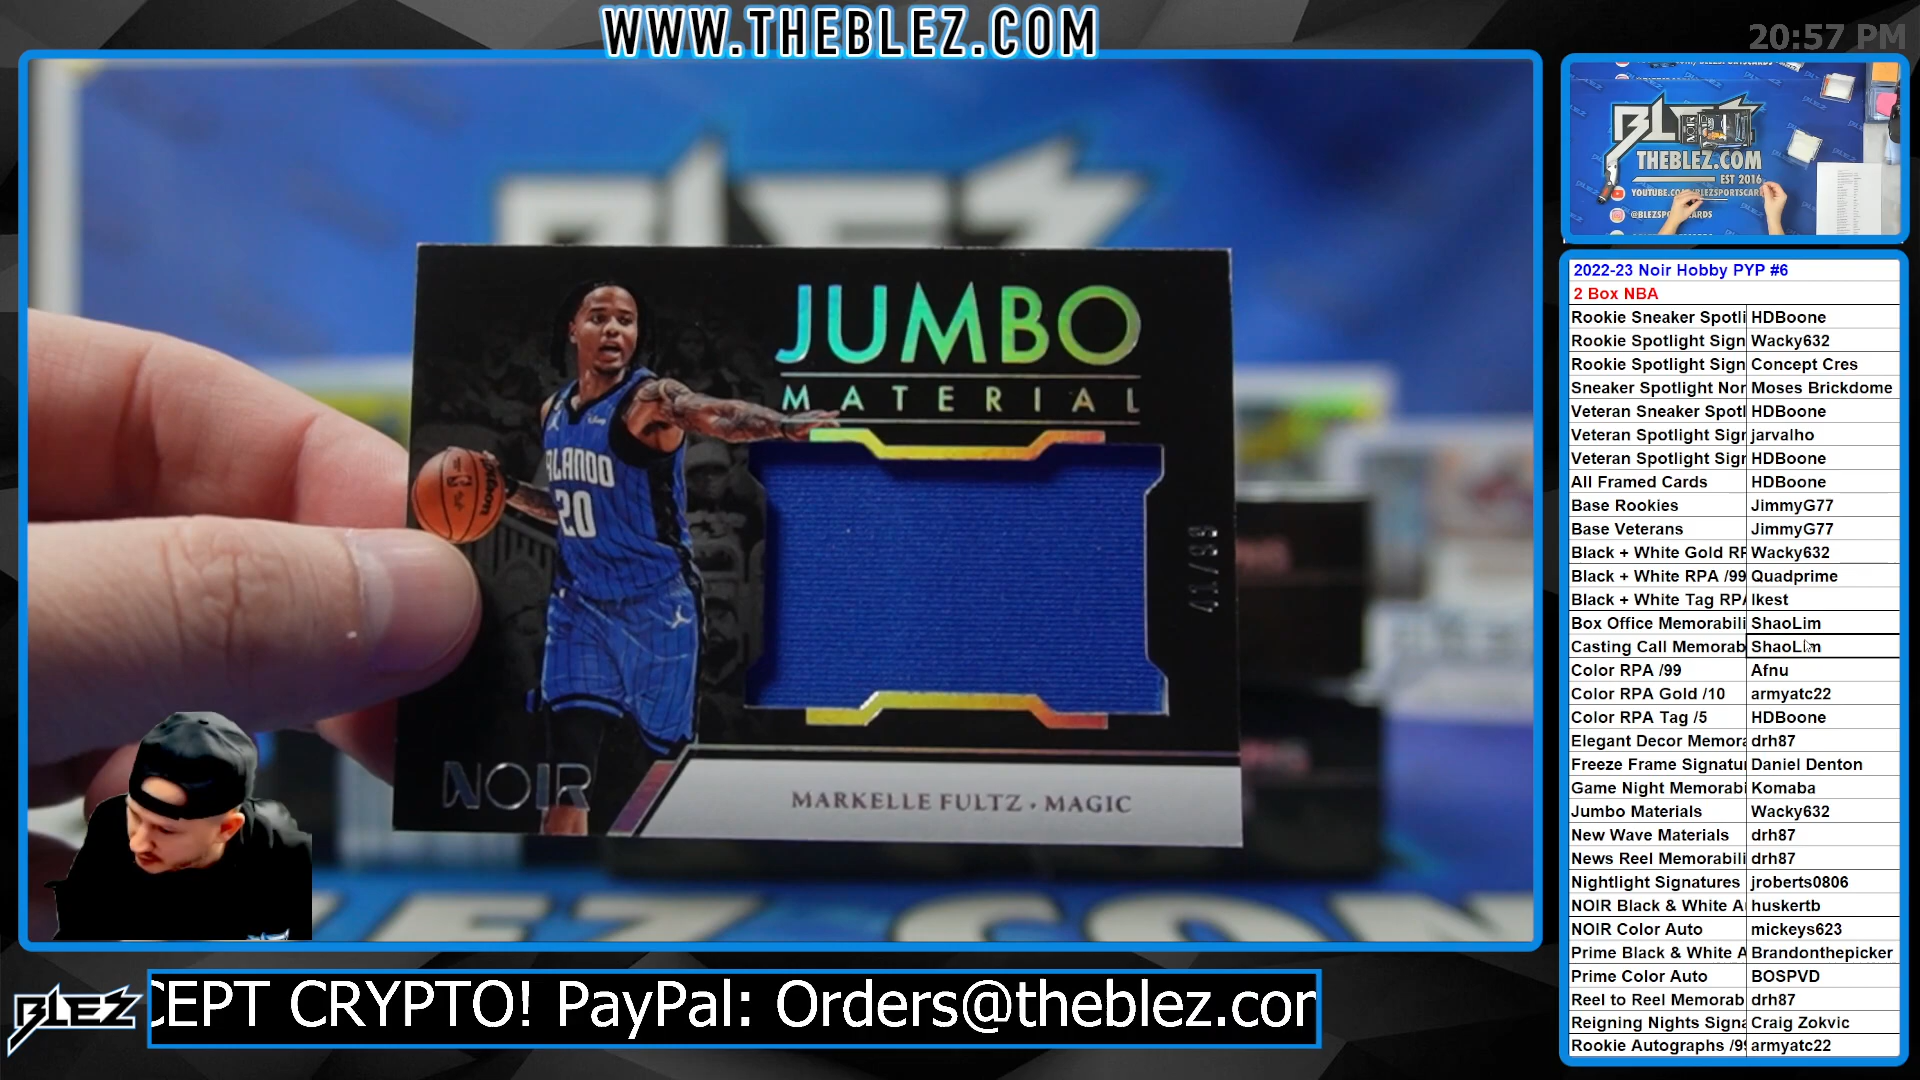 WWW.THEBLEZ.COM
20:57 PM
BLEZ
JUMBO
MATERIAL
ORLANDO
20
41/99
NOIR
MARKELLE FULTZ • MAGIC
THEBLEZ.COM
EST 2016
2022-23 Noir Hobby PYP #6
2 Box NBA
Rookie Sneaker Spotli HDBoone
Rookie Spotlight Sign Wacky632
Rookie Spotlight Sign Concept Cres
Sneaker Spotlight Nor Moses Brickdome
Veteran Sneaker Spotl HDBoone
Veteran Spotlight Sigr jarvalho
Veteran Spotlight Sigr HDBoone
All Framed Cards HDBoone
Base Rookies JimmyG77
Base Veterans JimmyG77
Black + White Gold RP Wacky632
Black + White RPA /99 Quadprime
Black + White Tag RPA Ikest
Box Office Memorabili ShaoLim
Casting Call Memorab ShaoLim
Color RPA /99 Afnu
Color RPA Gold /10 armyatc22
Color RPA Tag /5 HDBoone
Elegant Decor Memora drh87
Freeze Frame Signatu Daniel Denton
Game Night Memorabi Komaba
Jumbo Materials Wacky632
New Wave Materials drh87
News Reel Memorabili drh87
Nightlight Signatures jroberts0806
NOIR Black & White A huskertb
NOIR Color Auto mickeys623
Prime Black & White A Brandonthepicker
Prime Color Auto BOSPVD
Reel to Reel Memorab drh87
Reigning Nights Signa Craig Zokvic
Rookie Autographs /99 armyatc22
BLEZ
CEPT CRYPTO! PayPal: Orders@theblez.com